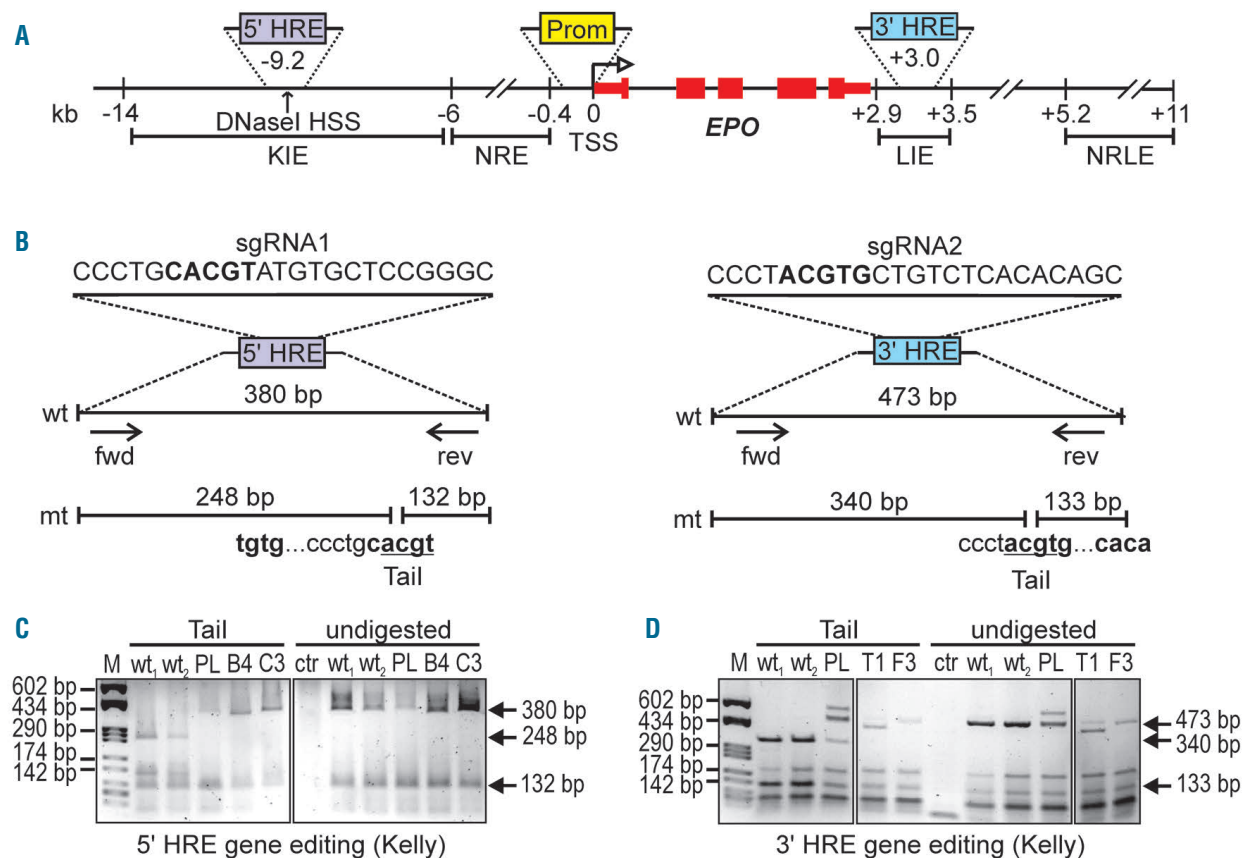 A
5' HRE
Prom
3' HRE
-9.2
+3.0
kb
-14
DNaseI HSS
-6
-0.4
0
EPO
+2.9
+3.5
+5.2
+11
KIE
NRE
TSS
LIE
NRLE
B
sgRNA1
CCCTGCACGTATGTGCTCCGGGC
5' HRE
380 bp
wt
fwd
rev
248 bp
132 bp
mt
tgtg...ccctgcacgt
Tail
sgRNA2
CCCTACGTGCTGTCTCACACAGC
3' HRE
473 bp
wt
fwd
rev
340 bp
133 bp
mt
ccctacgtg...caca
Tail
C
Tail
undigested
M wt1 wt2 PL B4 C3
ctr wt1 wt2 PL B4 C3
602 bp
434 bp
290 bp
174 bp
142 bp
380 bp
248 bp
132 bp
5' HRE gene editing (Kelly)
D
Tail
undigested
M wt1 wt2 PL T1 F3
ctr wt1 wt2 PL T1 F3
602 bp
434 bp
290 bp
174 bp
142 bp
473 bp
340 bp
133 bp
3' HRE gene editing (Kelly)